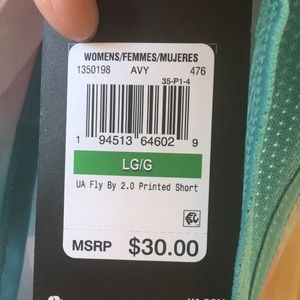 WOMENS/FEMMES/MUJERES
1350198 AVY 476
35-P1-4
1 94513 64602 9
LG/G
UA Fly By 2.0 Printed Short
MSRP $30.00